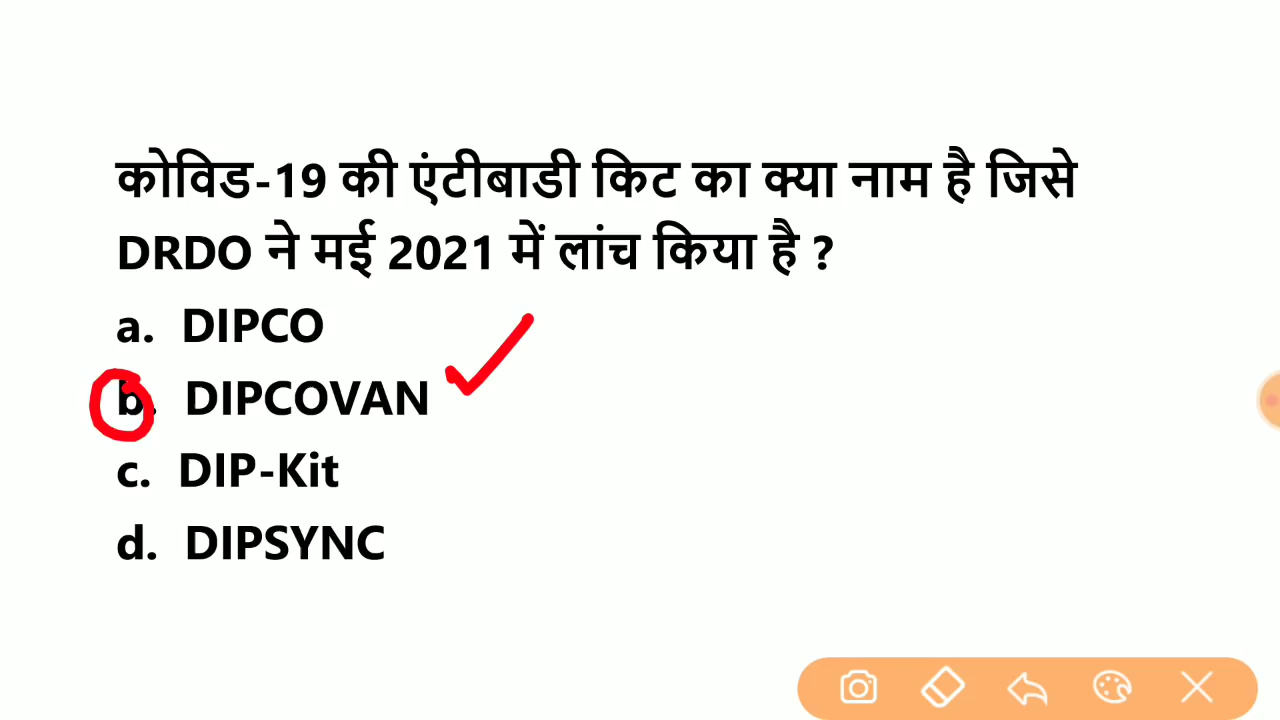 कोविड-19 की एंटीबाडी किट का क्या नाम है जिसे
DRDO ने मई 2021 में लांच किया है ?
a. DIPCO
b. DIPCOVAN
c. DIP-Kit
d. DIPSYNC